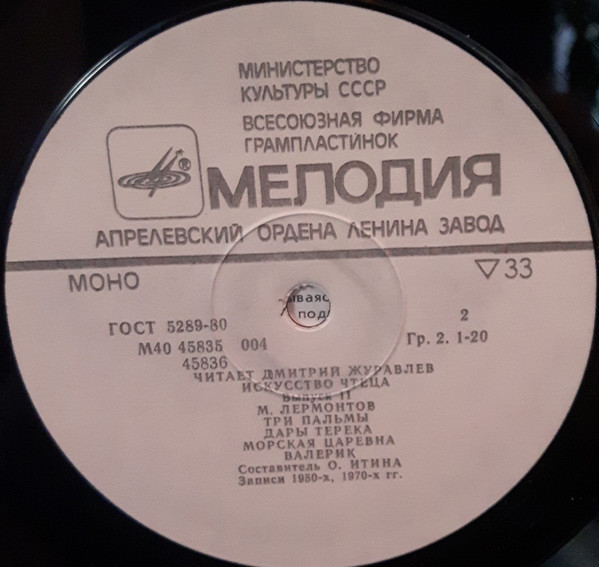 МИНИСТЕРСТВО
КУЛЬТУРЫ СССР
ВСЕСОЮЗНАЯ ФИРМА
ГРАМПЛАСТИНОК
® МЕЛОДИЯ
АПРЕЛЕВСКИЙ ОРДЕНА ЛЕНИНА ЗАВОД
МОНО ▽33
ГОСТ 5289-80 2
М40 45835 004 Гр. 2. 1-20
45836
ЧИТАЕТ ДМИТРИЙ ЖУРАВЛЕВ
ИСКУССТВО ЧТЕЦА
Выпуск 11
М. ЛЕРМОНТОВ
ТРИ ПАЛЬМЫ
ДАРЫ ТЕРЕКА
МОРСКАЯ ЦАРЕВНА
ВАЛЕРИК
Составитель О. ИТИНА
Записи 1950-х, 1970-х гг.